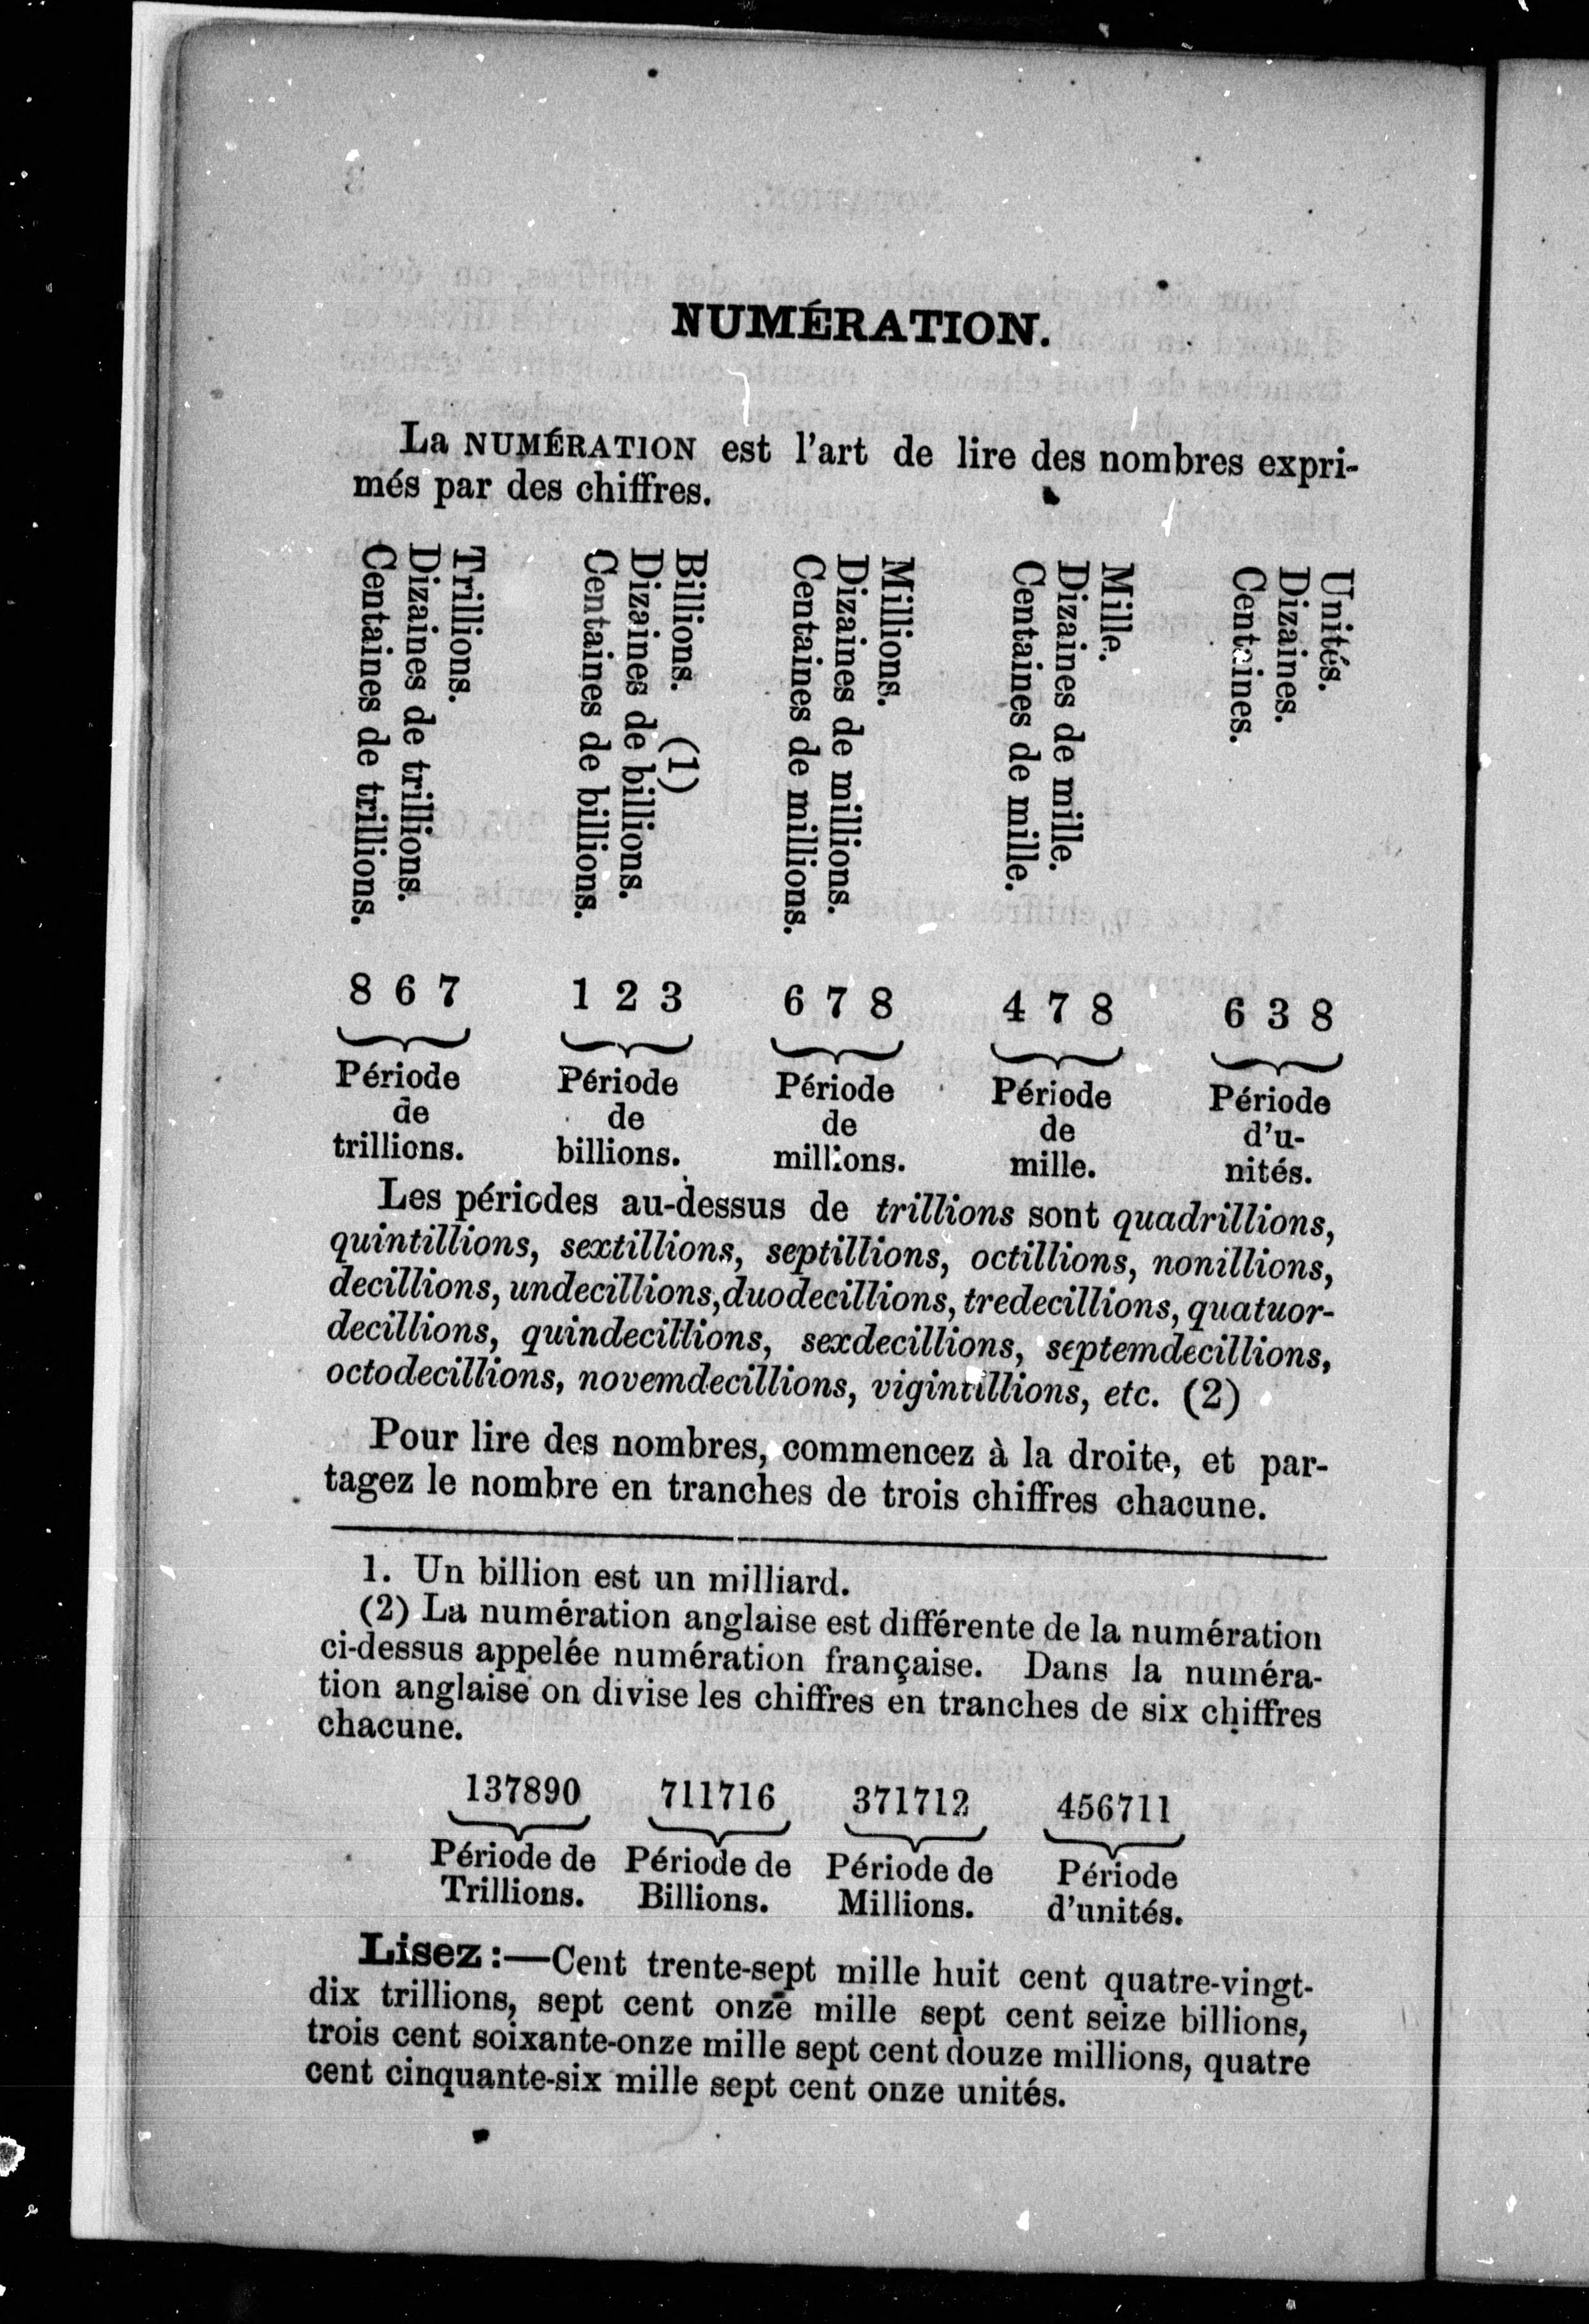 NUMÉRATION.
La NUMÉRATION est l'art de lire des nombres expri-
més par des chiffres.
Centaines de trillions.
Dizaines de trillions.
Trillions.
Centaines de billions.
Dizaines de billions.
Billions. (1)
Centaines de millions.
Dizaines de millions.
Millions.
Centaines de mille.
Dizaines de mille.
Mille.
Centaines.
Dizaines.
Unités.
8 6 7 1 2 3 6 7 8 4 7 8 6 3 8
Période Période Période Période Période
de de de de d'u-
trillions. billions. millions. mille. nités.
Les périodes au-dessus de trillions sont quadrillions,
quintillions, sextillions, septillions, octillions, nonillions,
decillions, undecillions, duodecillions, tredecillions, quatuor-
decillions, quindecillions, sexdecillions, septemdecillions,
octodecillions, novemdecillions, vigintillions, etc. (2)
Pour lire des nombres, commencez à la droite, et par-
tagez le nombre en tranches de trois chiffres chacune.
1. Un billion est un milliard.
(2) La numération anglaise est différente de la numération
ci-dessus appelée numération française. Dans la numéra-
tion anglaise on divise les chiffres en tranches de six chiffres
chacune.
137890 711716 371712 456711
Période de Période de Période de Période
Trillions. Billions. Millions. d'unités.
Lisez :—Cent trente-sept mille huit cent quatre-vingt-
dix trillions, sept cent onze mille sept cent seize billions,
trois cent soixante-onze mille sept cent douze millions, quatre
cent cinquante-six mille sept cent onze unités.